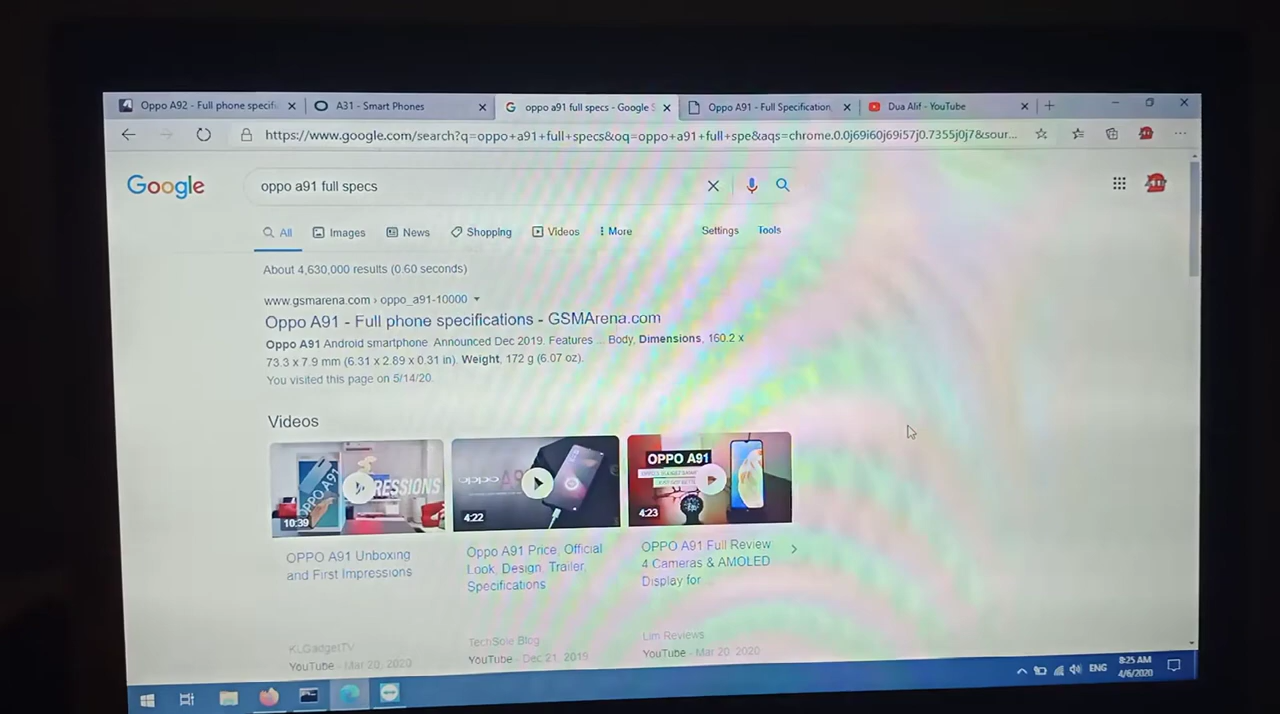 Oppo A92 - Full phone specifi
A31 - Smart Phones
oppo a91 full specs - Google S
Oppo A91 - Full Specification
Dua Alif - YouTube
https://www.google.com/search?q=oppo+a91+full+specs&oq=oppo+a91+full+spe&aqs=chrome.0.0j69i60j69i57j0.7355j0j7&sour...
Google
oppo a91 full specs
All
Images
News
Shopping
Videos
More
Settings
Tools
About 4,630,000 results (0.60 seconds)
www.gsmarena.com › oppo_a91-10000
Oppo A91 - Full phone specifications - GSMArena.com
Oppo A91 Android smartphone. Announced Dec 2019. Features ... Body, Dimensions, 160.2 x
73.3 x 7.9 mm (6.31 x 2.89 x 0.31 in). Weight, 172 g (6.07 oz).
You visited this page on 5/14/20.
Videos
OPPO A91
RESSIONS
10:39
oppo A9
4:22
OPPO A91
4:23
OPPO A91 Unboxing
and First Impressions
Oppo A91 Price, Official
Look, Design, Trailer,
Specifications
OPPO A91 Full Review
4 Cameras & AMOLED
Display for
KLGadgetTV
YouTube - Mar 20, 2020
TechSole Blog
YouTube - Dec 21, 2019
Lim Reviews
YouTube - Mar 20, 2020
ENG
8:25 AM
4/6/2020